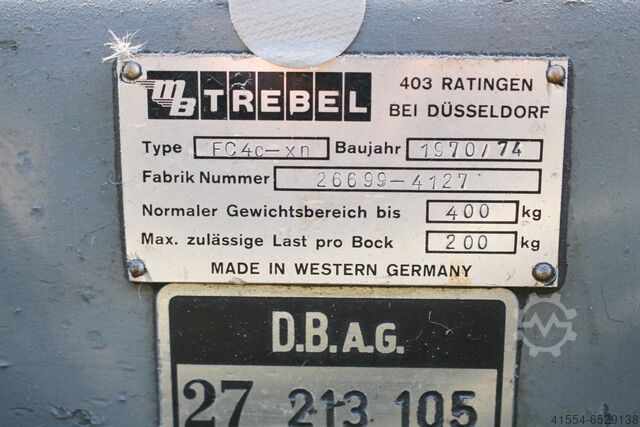 MB TREBEL
403 RATINGEN
BEI DÜSSELDORF
Type FC4c-xn Baujahr 1970/74
Fabrik Nummer 26699-4127
Normaler Gewichtsbereich bis 400 kg
Max. zulässige Last pro Bock 200 kg
MADE IN WESTERN GERMANY
D.B.A.G.
27 213 105
41554-6529138